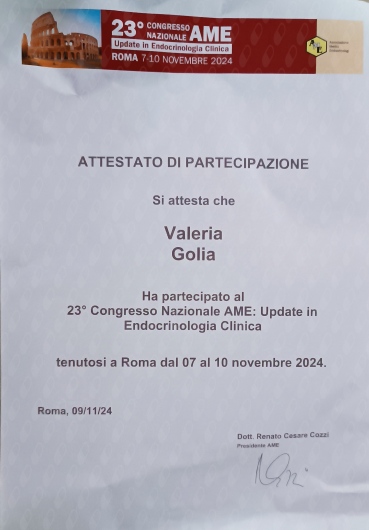 23° CONGRESSO
NAZIONALE AME
Update in Endocrinologia Clinica
ROMA 7-10 NOVEMBRE 2024
AME
ATTESTATO DI PARTECIPAZIONE
Si attesta che
Valeria
Golia
Ha partecipato al
23° Congresso Nazionale AME: Update in
Endocrinologia Clinica
tenutosi a Roma dal 07 al 10 novembre 2024.
Roma, 09/11/24
Dott. Renato Cesare Cozzi
Presidente AME